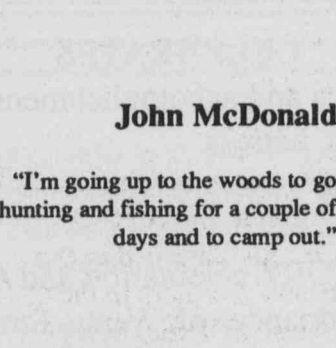 John McDonald
“I’m going up to the woods to go
hunting and fishing for a couple of
days and to camp out.”